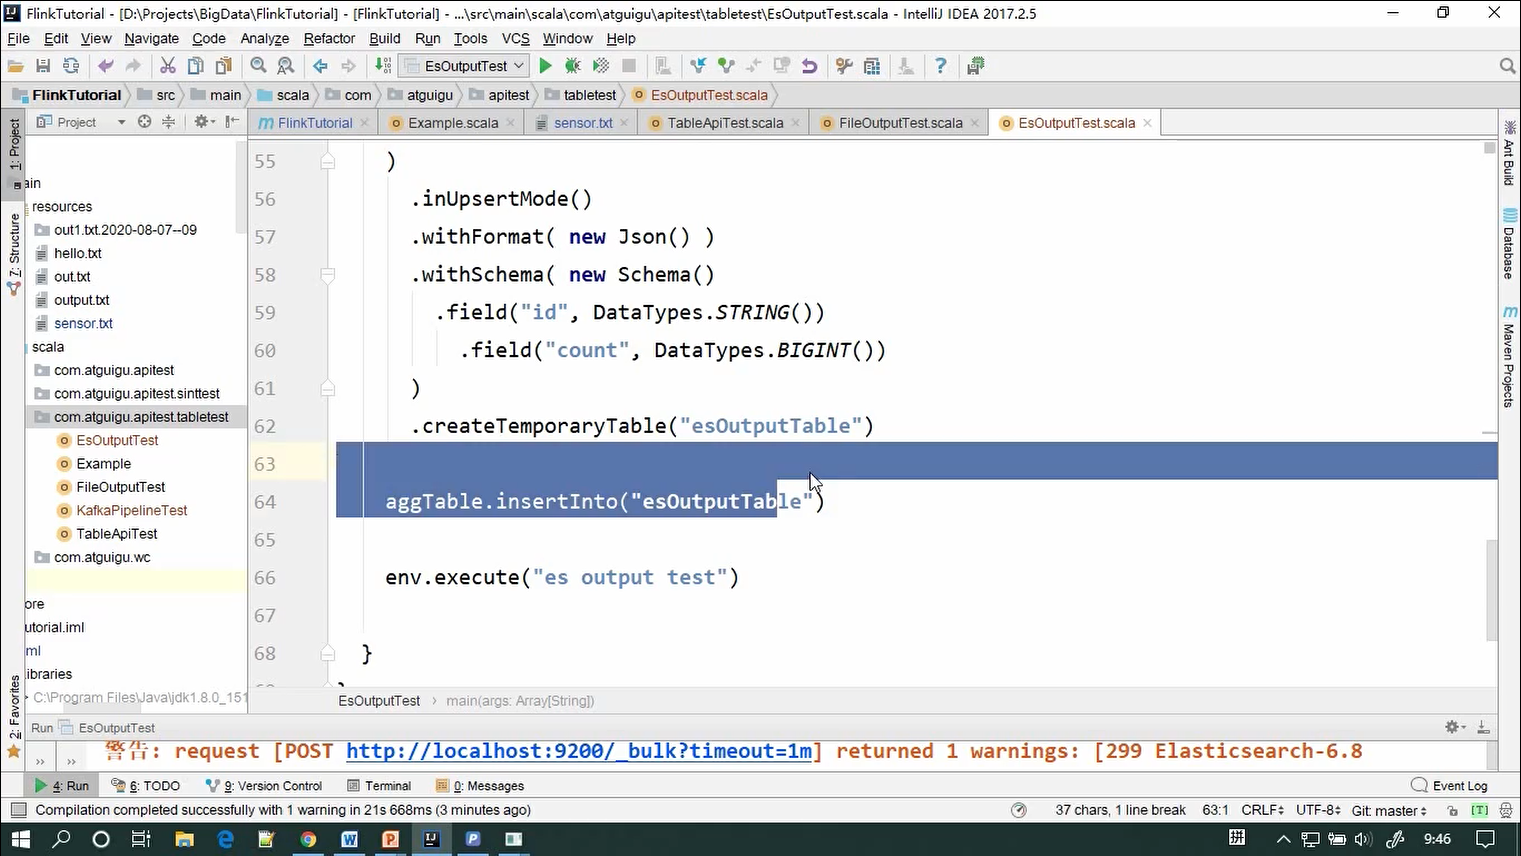 FlinkTutorial - [D:\Projects\BigData\FlinkTutorial] - [FlinkTutorial] - ...\src\main\scala\com\atguigu\apitest\tabletest\EsOutputTest.scala - IntelliJ IDEA 2017.2.5
File Edit View Navigate Code Analyze Refactor Build Run Tools VCS Window Help
EsOutputTest
FlinkTutorial src main scala com atguigu apitest tabletest EsOutputTest.scala
1: Project
7: Structure
2: Favorites
Project
FlinkTutorial Example.scala sensor.txt TableApiTest.scala FileOutputTest.scala EsOutputTest.scala
ain
resources
out1.txt.2020-08-07--09
hello.txt
out.txt
output.txt
sensor.txt
scala
com.atguigu.apitest
com.atguigu.apitest.sinttest
com.atguigu.apitest.tabletest
EsOutputTest
Example
FileOutputTest
KafkaPipelineTest
TableApiTest
com.atguigu.wc
ore
utorial.iml
ml
ibraries
C:\Program Files\Java\jdk1.8.0_151
55 )
56 .inUpsertMode()
57 .withFormat( new Json() )
58 .withSchema( new Schema()
59 .field("id", DataTypes.STRING())
60 .field("count", DataTypes.BIGINT())
61 )
62 .createTemporaryTable("esOutputTable")
63
64 aggTable.insertInto("esOutputTable")
65
66 env.execute("es output test")
67
68 }
EsOutputTest main(args: Array[String])
Ant Build
Database
Maven Projects
Run EsOutputTest
警告: request [POST http://localhost:9200/_bulk?timeout=1m] returned 1 warnings: [299 Elasticsearch-6.8
4: Run 6: TODO 9: Version Control Terminal 0: Messages Event Log
Compilation completed successfully with 1 warning in 21s 668ms (3 minutes ago) 37 chars, 1 line break 63:1 CRLF UTF-8 Git: master [T]
拼 9:46